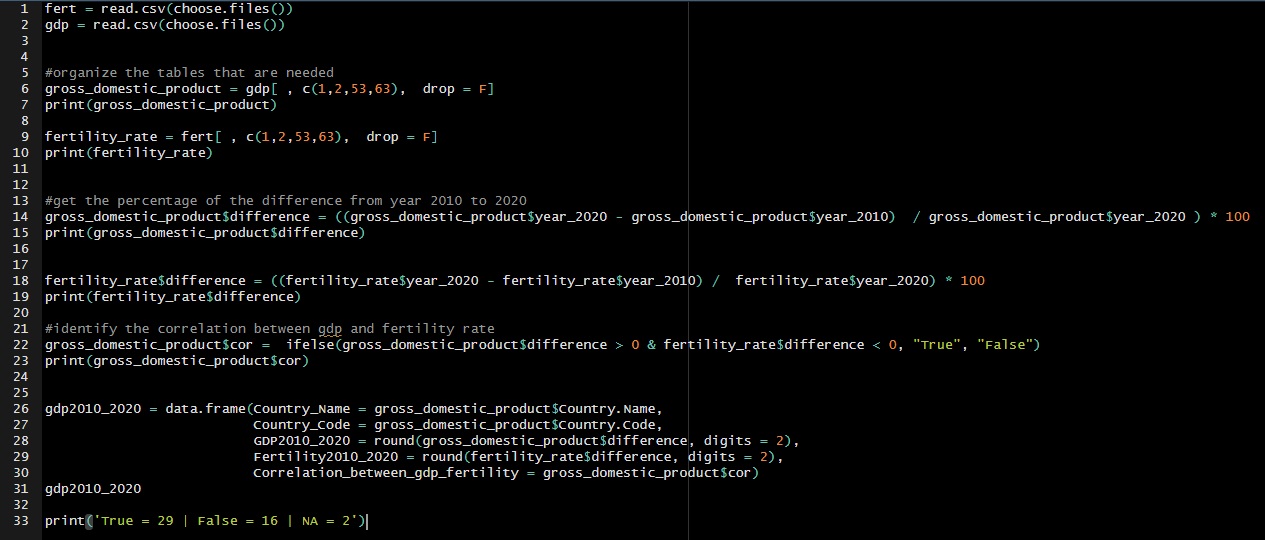 1 fert = read.csv(choose.files())
2 gdp = read.csv(choose.files())
3
4
5 #organize the tables that are needed
6 gross_domestic_product = gdp[ , c(1,2,53,63),  drop = F]
7 print(gross_domestic_product)
8
9 fertility_rate = fert[ , c(1,2,53,63),  drop = F]
10 print(fertility_rate)
11
12
13 #get the percentage of the difference from year 2010 to 2020
14 gross_domestic_product$difference = ((gross_domestic_product$year_2020 - gross_domestic_product$year_2010)  / gross_domestic_product$year_2020 ) * 100
15 print(gross_domestic_product$difference)
16
17
18 fertility_rate$difference = ((fertility_rate$year_2020 - fertility_rate$year_2010) /  fertility_rate$year_2020) * 100
19 print(fertility_rate$difference)
20
21 #identify the correlation between gdp and fertility rate
22 gross_domestic_product$cor =  ifelse(gross_domestic_product$difference > 0 & fertility_rate$difference < 0, "True", "False")
23 print(gross_domestic_product$cor)
24
25
26 gdp2010_2020 = data.frame(Country_Name = gross_domestic_product$Country.Name,
27                           Country_Code = gross_domestic_product$Country.Code,
28                           GDP2010_2020 = round(gross_domestic_product$difference, digits = 2),
29                           Fertility2010_2020 = round(fertility_rate$difference, digits = 2),
30                           Correlation_between_gdp_fertility = gross_domestic_product$cor)
31 gdp2010_2020
32
33 print('True = 29 | False = 16 | NA = 2')